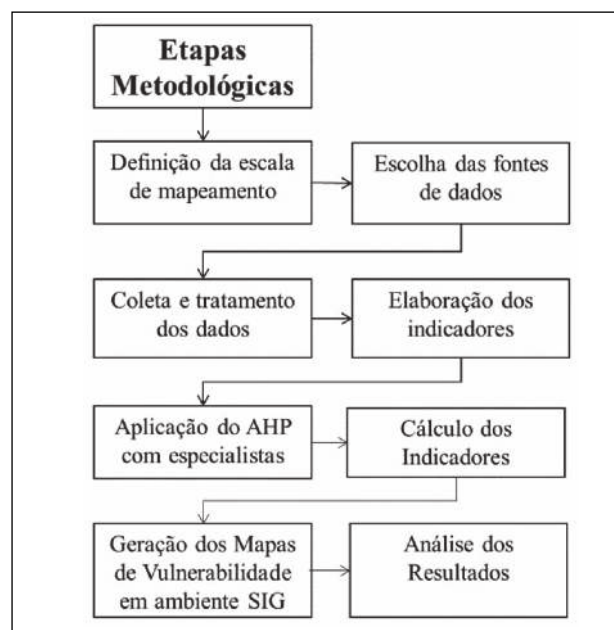 Etapas
Metodológicas
Definição da escala
de mapeamento
Escolha das fontes
de dados
Coleta e tratamento
dos dados
Elaboração dos
indicadores
Aplicação do AHP
com especialistas
Cálculo dos
Indicadores
Geração dos Mapas
de Vulnerabilidade
em ambiente SIG
Análise dos
Resultados